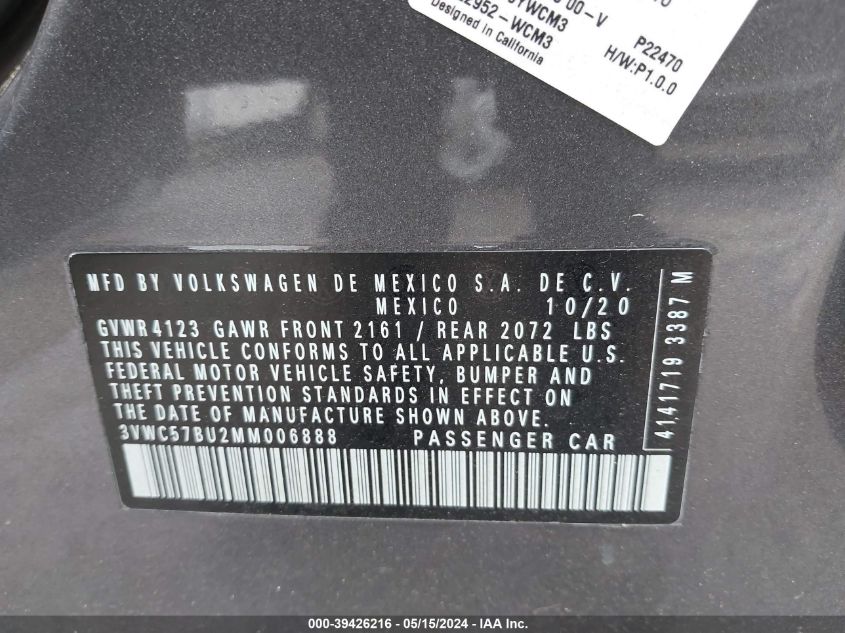 00-V
YWCM3
2952-WCM3
Designed in California
P22470
H/W:P1.0.0
MFD BY VOLKSWAGEN DE MEXICO S.A. DE C.V.
MEXICO 10/20
GVWR 4123 GAWR FRONT 2161 / REAR 2072 LBS
THIS VEHICLE CONFORMS TO ALL APPLICABLE U.S.
FEDERAL MOTOR VEHICLE SAFETY, BUMPER AND
THEFT PREVENTION STANDARDS IN EFFECT ON
THE DATE OF MANUFACTURE SHOWN ABOVE.
3VWC57BU2MM006888 PASSENGER CAR
4141719 3387 M
000-39426216 - 05/15/2024 - IAA Inc.